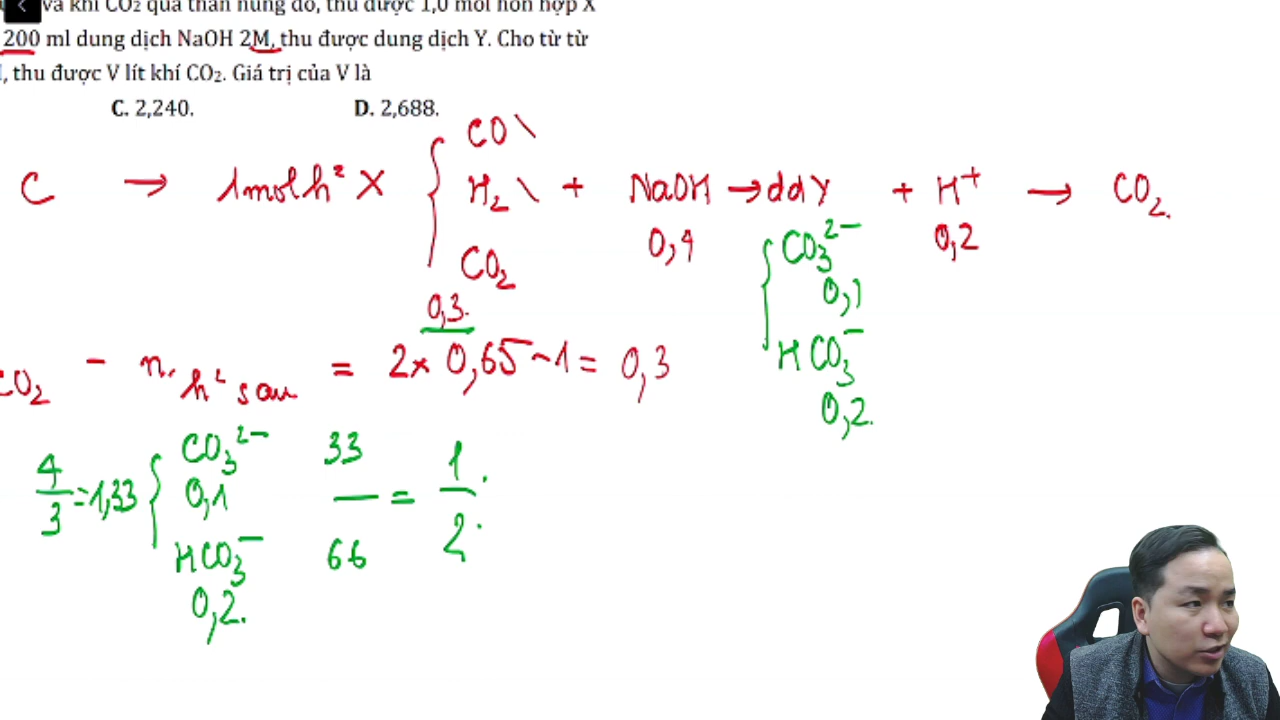 và khí CO₂ qua than nung đỏ, thu được 1,0 mol hỗn hợp X
200 ml dung dịch NaOH 2M, thu được dung dịch Y. Cho từ từ
, thu được V lít khí CO₂. Giá trị của V là
C. 2,240. D. 2,688.
C → 1mol h² X { CO \ H₂ \ CO₂ + NaOH → ddY + H⁺ → CO₂.
0,3. 0,4 { CO₃²⁻ 0,1 HCO₃⁻ 0,2. 0,2
CO₂ - n. h² sau = 2 × 0,65 - 1 = 0,3
4/3 = 1,33 { CO₃²⁻ 0,1 HCO₃⁻ 0,2. 33/66 = 1/2